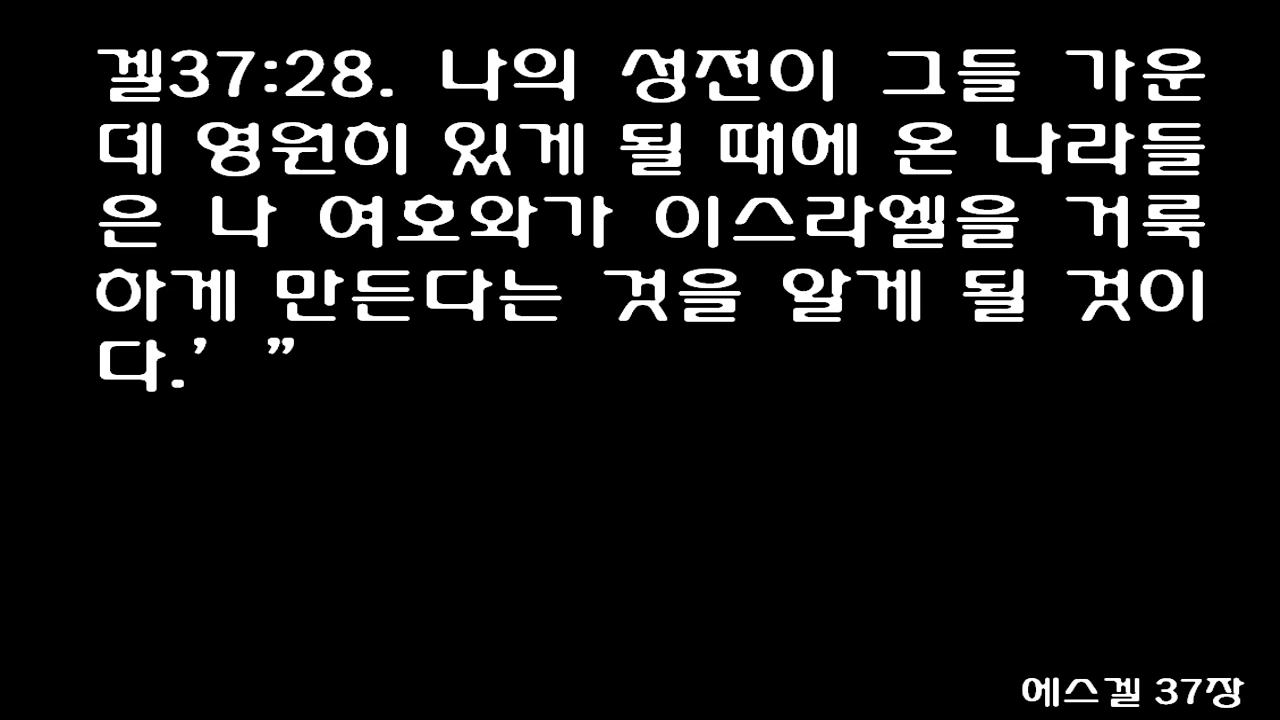 겔37:28. 나의 성전이 그들 가운
데 영원히 있게 될 때에 온 나라들
은 나 여호와가 이스라엘을 거룩
하게 만든다는 것을 알게 될 것이
다.’ ”
에스겔 37장